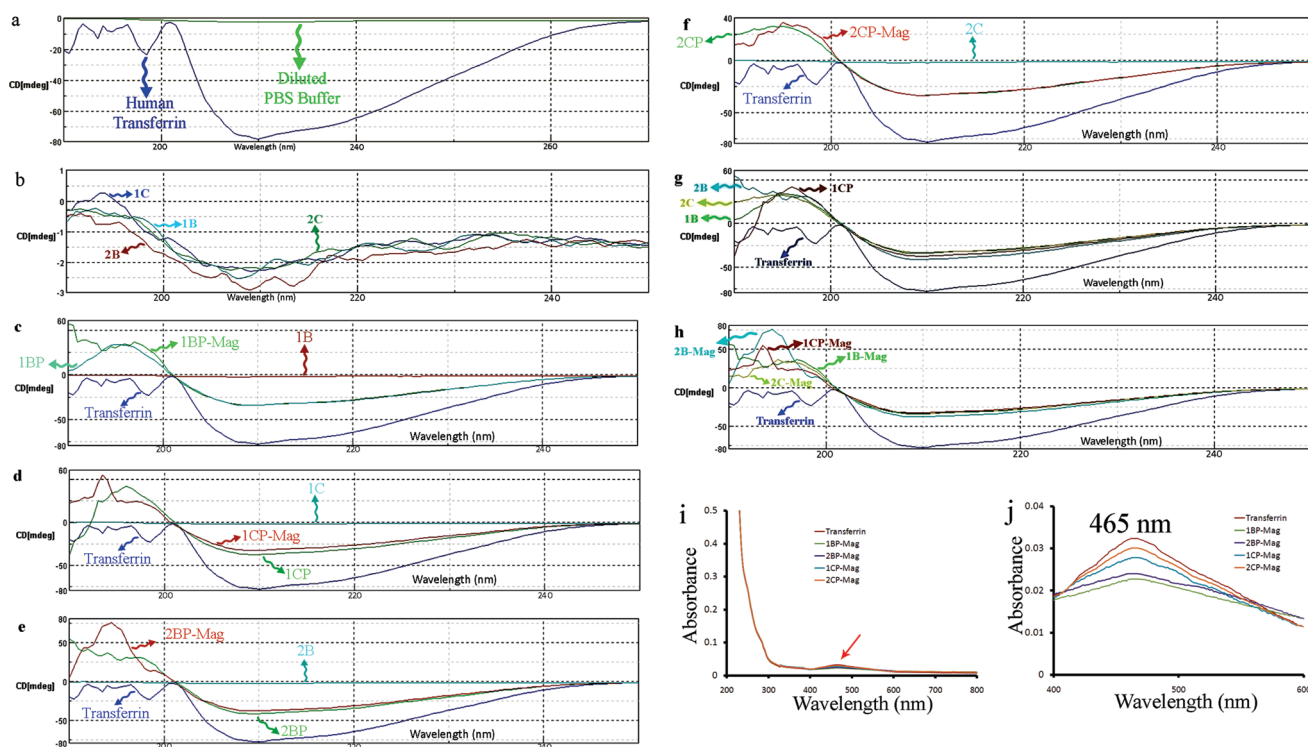 a
0
-20
CD[mdeg]
-40
-60
-80
Human
Transferrin
Diluted
PBS Buffer
200
Wavelength (nm)
220
240
260
b
1
0
-1
CD[mdeg]
-2
-3
1C
1B
2B
2C
200
220
240
c
60
0
CD[mdeg]
-50
-80
1BP
1BP-Mag
1B
Transferrin
Wavelength (nm)
200
220
240
d
60
0
CD[mdeg]
-50
-80
1C
1CP-Mag
1CP
Transferrin
Wavelength (nm)
200
220
240
e
80
50
0
CD[mdeg]
-50
-80
2BP-Mag
2B
Transferrin
2BP
Wavelength (nm)
200
220
240
f
40
0
CD[mdeg]
-50
-80
2CP
2CP-Mag
2C
Transferrin
Wavelength (nm)
200
220
240
g
60
0
CD[mdeg]
-50
-80
2B
2C
1B
1CP
Transferrin
Wavelength (nm)
200
220
240
h
80
50
0
CD[mdeg]
-50
-80
2B-Mag
1CP-Mag
1B-Mag
2C-Mag
Transferrin
Wavelength (nm)
200
220
240
i
0.5
0.4
0.3
0.2
0.1
0
Absorbance
Transferrin
1BP-Mag
2BP-Mag
1CP-Mag
2CP-Mag
200 300 400 500 600 700 800
Wavelength (nm)
j
465 nm
0.04
0.03
0.02
0.01
0
Absorbance
Transferrin
1BP-Mag
2BP-Mag
1CP-Mag
2CP-Mag
400 500 600
Wavelength (nm)